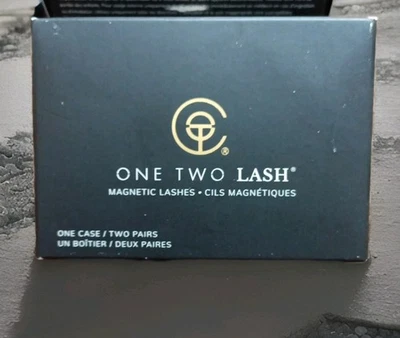 ®
ONE TWO LASH®
MAGNETIC LASHES • CILS MAGNÉTIQUES
ONE CASE / TWO PAIRS
UN BOÎTIER / DEUX PAIRES